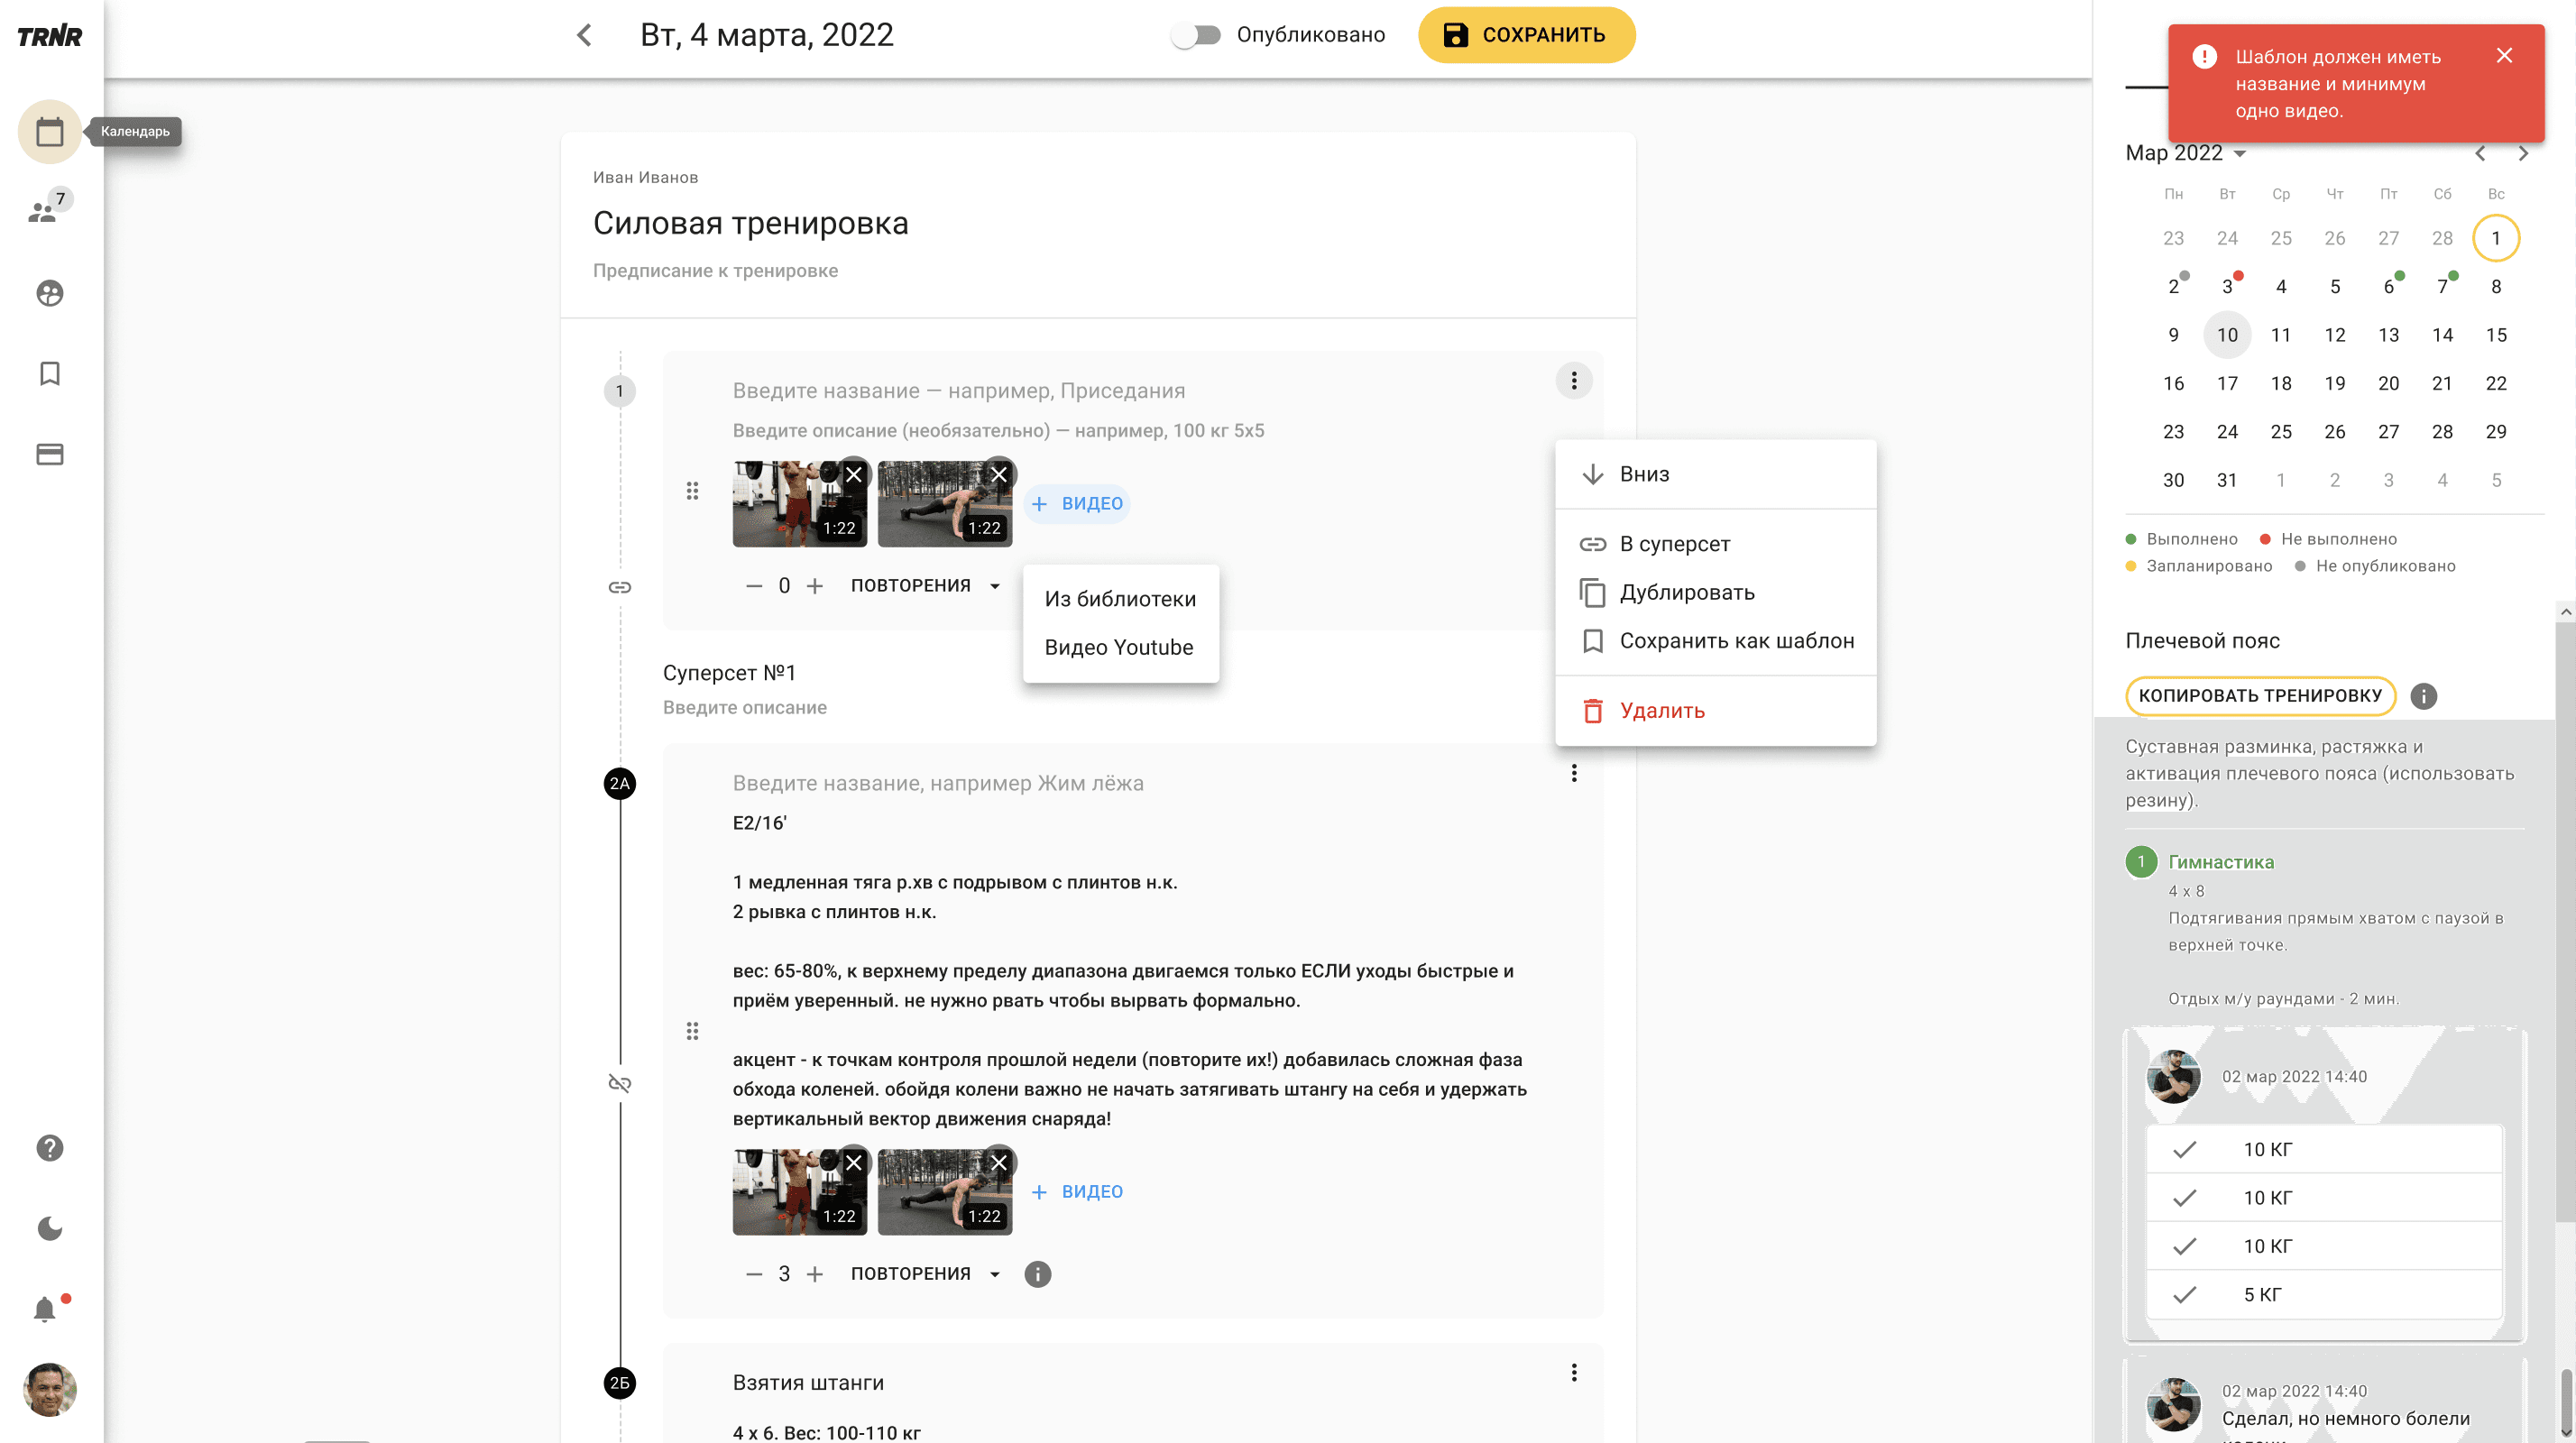 TRNR
Вт, 4 марта, 2022
Опубликовано
СОХРАНИТЬ
Календарь
7
Иван Иванов
Силовая тренировка
Предписание к тренировке
1
Введите название — например, Приседания
Введите описание (необязательно) — например, 100 кг 5x5
1:22
1:22
+ ВИДЕО
— 0 + ПОВТОРЕНИЯ
Из библиотеки
Видео Youtube
Вниз
В суперсет
Дублировать
Сохранить как шаблон
Удалить
Суперсет №1
Введите описание
2А
Введите название, например Жим лёжа
E2/16'
1 медленная тяга р.хв с подрывом с плинтов н.к.
2 рывка с плинтов н.к.
вес: 65-80%, к верхнему пределу диапазона двигаемся только ЕСЛИ уходы быстрые и
приём уверенный. не нужно рвать чтобы вырвать формально.
акцент - к точкам контроля прошлой недели (повторите их!) добавилась сложная фаза
обхода коленей. обойдя колени важно не начать затягивать штангу на себя и удержать
вертикальный вектор движения снаряда!
1:22
1:22
+ ВИДЕО
— 3 + ПОВТОРЕНИЯ
2Б
Взятия штанги
4 x 6. Вес: 100-110 кг
Шаблон должен иметь
название и минимум
одно видео.
Мар 2022
Пн Вт Ср Чт Пт Сб Вс
23 24 25 26 27 28 1
2 3 4 5 6 7 8
9 10 11 12 13 14 15
16 17 18 19 20 21 22
23 24 25 26 27 28 29
30 31 1 2 3 4 5
Выполнено Не выполнено
Запланировано Не опубликовано
Плечевой пояс
КОПИРОВАТЬ ТРЕНИРОВКУ
Суставная разминка, растяжка и
активация плечевого пояса (использовать
резину).
1 Гимнастика
4 x 8
Подтягивания прямым хватом с паузой в
верхней точке.
Отдых м/у раундами - 2 мин.
02 мар 2022 14:40
10 КГ
10 КГ
10 КГ
5 КГ
02 мар 2022 14:40
Сделал, но немного болели